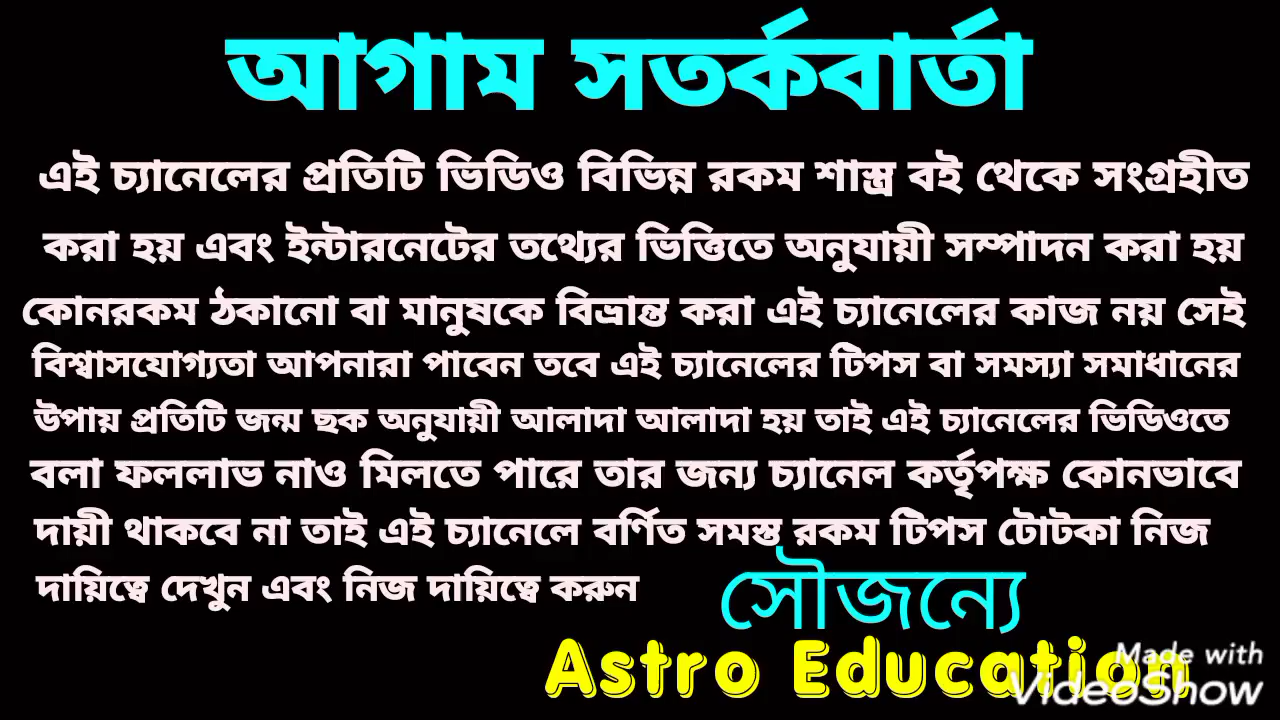 আগাম সতর্কবার্তা
এই চ্যানেলের প্রতিটি ভিডিও বিভিন্ন রকম শাস্ত্র বই থেকে সংগ্রহীত
করা হয় এবং ইন্টারনেটের তথ্যের ভিত্তিতে অনুযায়ী সম্পাদন করা হয়
কোনরকম ঠকানো বা মানুষকে বিভ্রান্ত করা এই চ্যানেলের কাজ নয় সেই
বিশ্বাসযোগ্যতা আপনারা পাবেন তবে এই চ্যানেলের টিপস বা সমস্যা সমাধানের
উপায় প্রতিটি জন্ম ছক অনুযায়ী আলাদা আলাদা হয় তাই এই চ্যানেলের ভিডিওতে
বলা ফললাভ নাও মিলতে পারে তার জন্য চ্যানেল কর্তৃপক্ষ কোনভাবে
দায়ী থাকবে না তাই এই চ্যানেলে বর্ণিত সমস্ত রকম টিপস টোটকা নিজ
দায়িত্বে দেখুন এবং নিজ দায়িত্বে করুন
সৌজন্যে
Astro Education
Made with
VideoShow